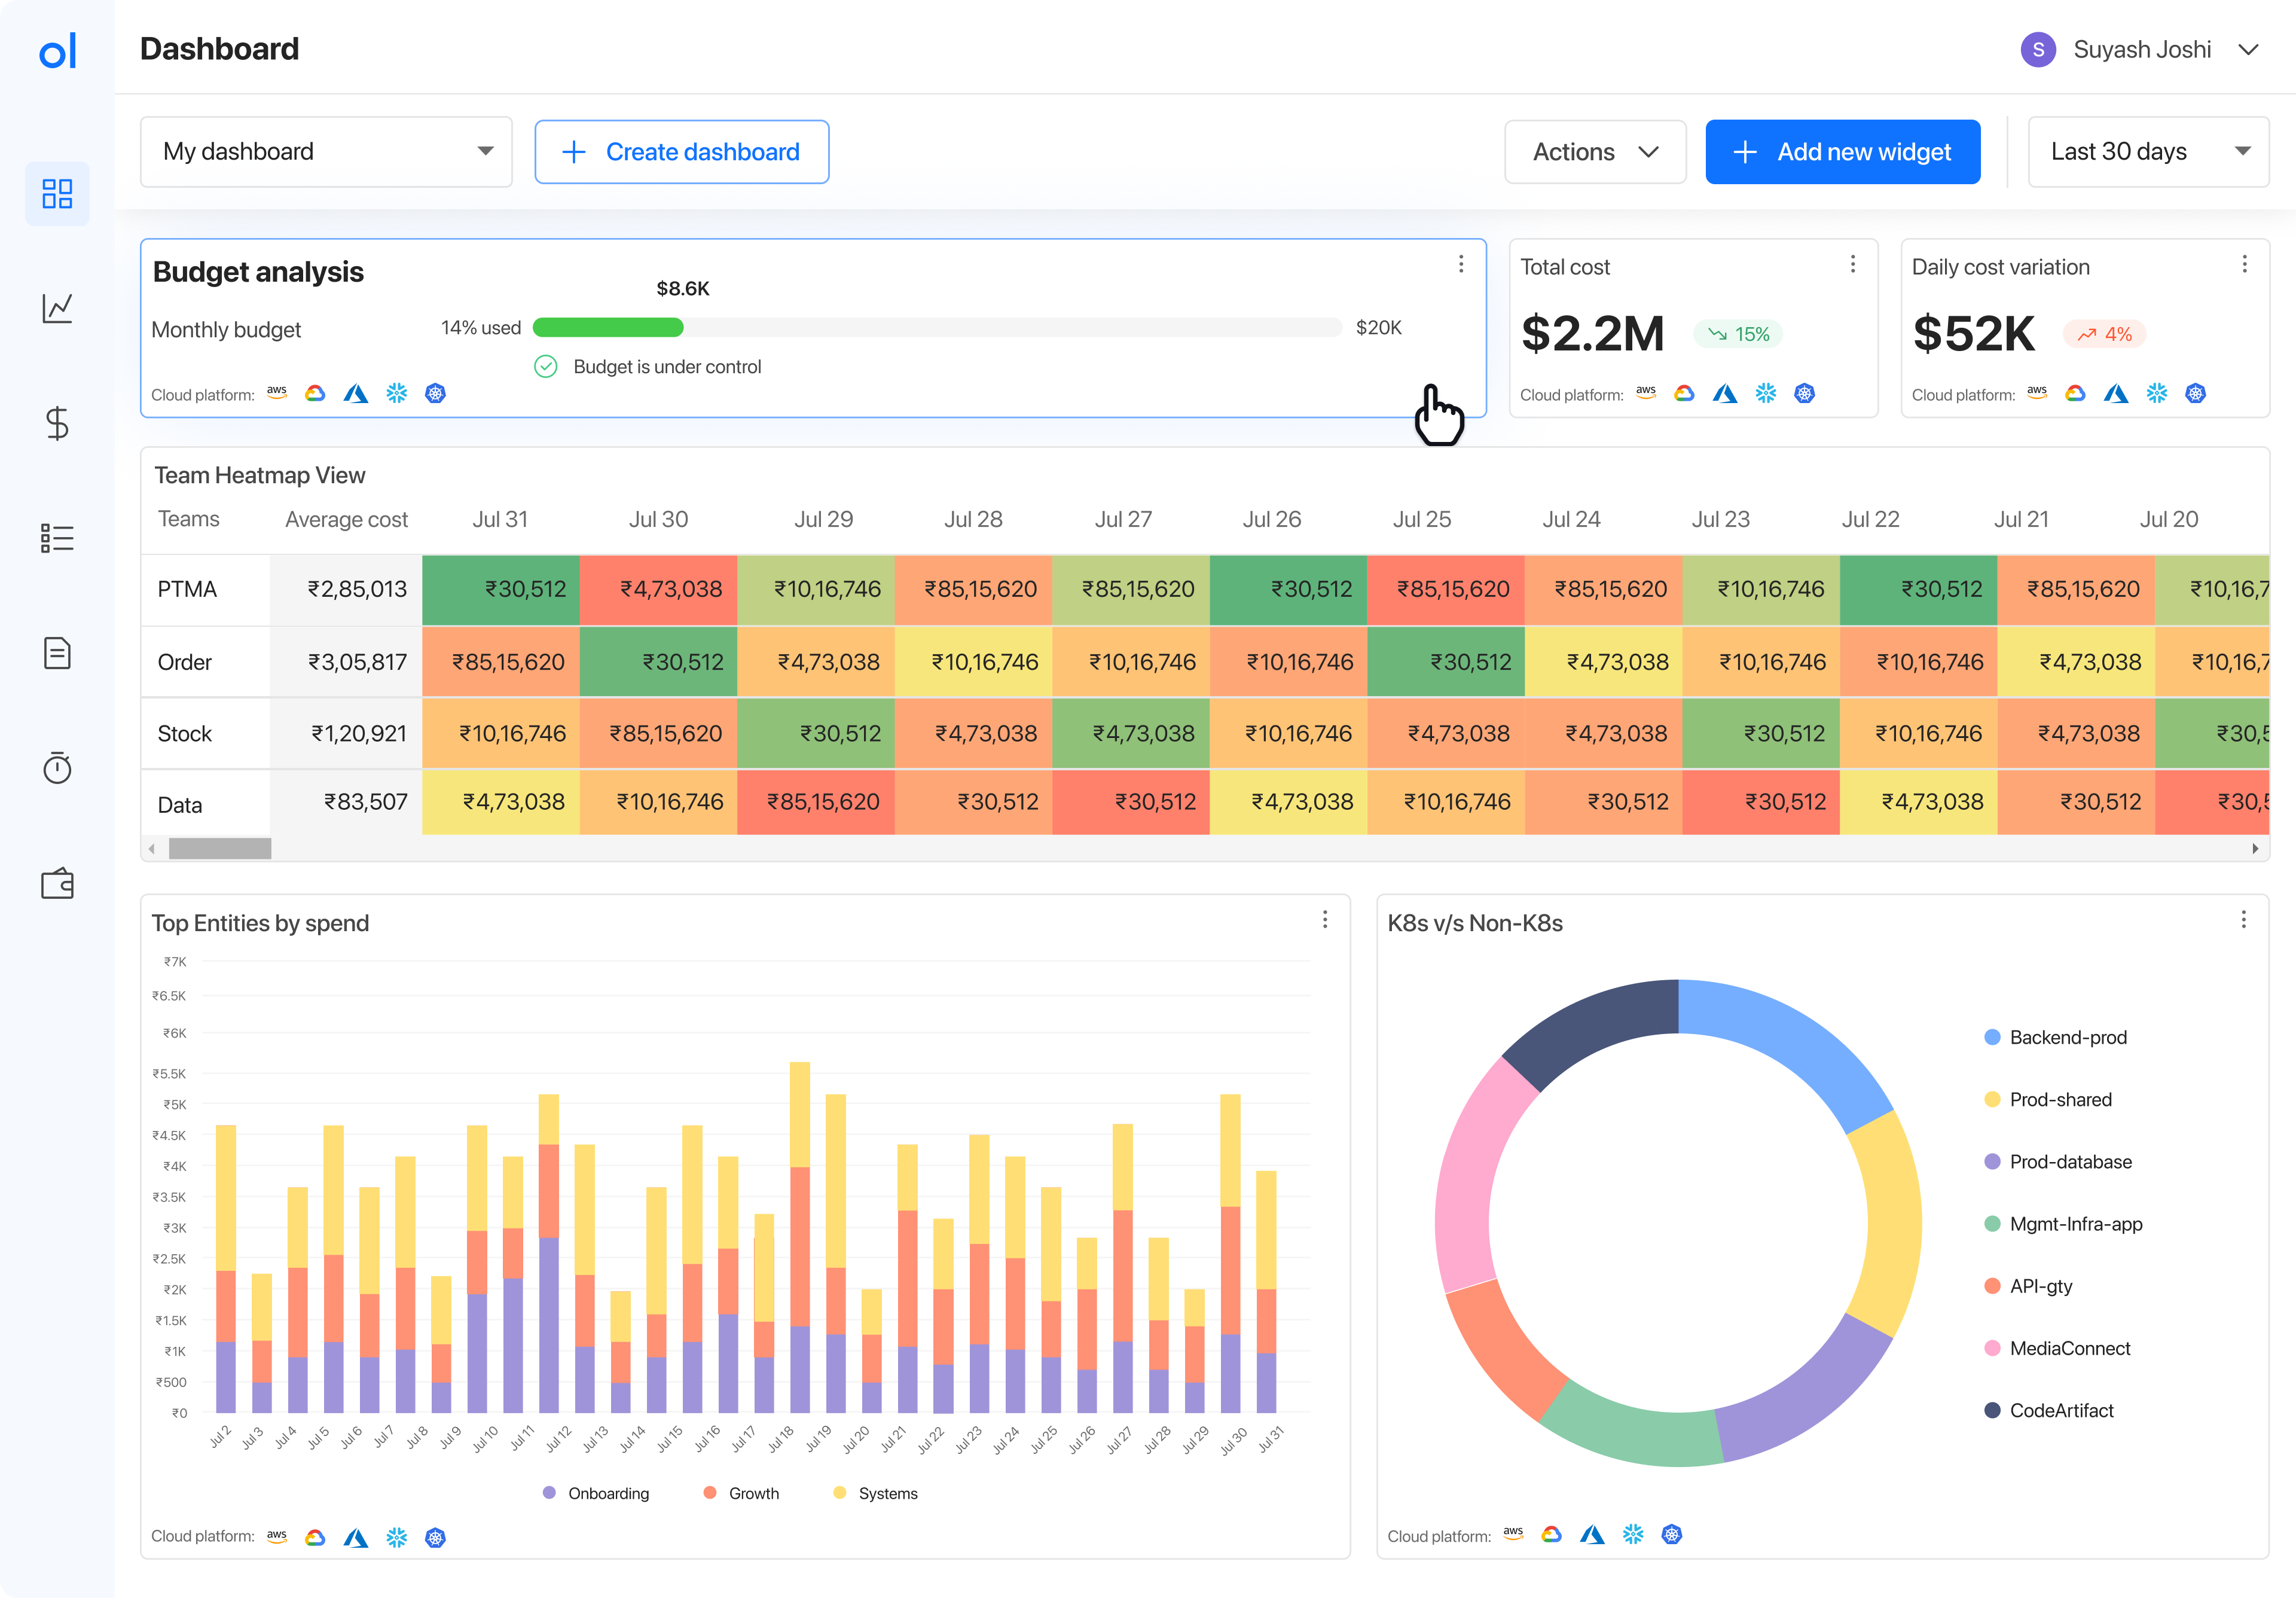 ol
Dashboard
S Suyash Joshi
My dashboard
Create dashboard
Actions
Add new widget
Last 30 days
Budget analysis
$8.6K
Monthly budget 14% used $20K
Budget is under control
Cloud platform: aws
Total cost
$2.2M 15%
Cloud platform: aws
Daily cost variation
$52K 4%
Cloud platform: aws
Team Heatmap View
Teams Average cost Jul 31 Jul 30 Jul 29 Jul 28 Jul 27 Jul 26 Jul 25 Jul 24 Jul 23 Jul 22 Jul 21 Jul 20
PTMA ₹2,85,013 ₹30,512 ₹4,73,038 ₹10,16,746 ₹85,15,620 ₹85,15,620 ₹30,512 ₹85,15,620 ₹85,15,620 ₹10,16,746 ₹30,512 ₹85,15,620 ₹10,16,7
Order ₹3,05,817 ₹85,15,620 ₹30,512 ₹4,73,038 ₹10,16,746 ₹10,16,746 ₹10,16,746 ₹30,512 ₹4,73,038 ₹10,16,746 ₹10,16,746 ₹4,73,038 ₹10,16,7
Stock ₹1,20,921 ₹10,16,746 ₹85,15,620 ₹30,512 ₹4,73,038 ₹4,73,038 ₹10,16,746 ₹4,73,038 ₹4,73,038 ₹30,512 ₹10,16,746 ₹4,73,038 ₹30,5
Data ₹83,507 ₹4,73,038 ₹10,16,746 ₹85,15,620 ₹30,512 ₹30,512 ₹4,73,038 ₹10,16,746 ₹30,512 ₹30,512 ₹4,73,038 ₹30,512 ₹30,5
Top Entities by spend
₹7K
₹6.5K
₹6K
₹5.5K
₹5K
₹4.5K
₹4K
₹3.5K
₹3K
₹2.5K
₹2K
₹1.5K
₹1K
₹500
₹0
Jul 2 Jul 3 Jul 4 Jul 5 Jul 6 Jul 7 Jul 8 Jul 9 Jul 10 Jul 11 Jul 12 Jul 13 Jul 14 Jul 15 Jul 16 Jul 17 Jul 18 Jul 19 Jul 20 Jul 21 Jul 22 Jul 23 Jul 24 Jul 25 Jul 26 Jul 27 Jul 28 Jul 29 Jul 30 Jul 31
Onboarding Growth Systems
Cloud platform: aws
K8s v/s Non-K8s
Backend-prod
Prod-shared
Prod-database
Mgmt-Infra-app
API-gty
MediaConnect
CodeArtifact
Cloud platform: aws